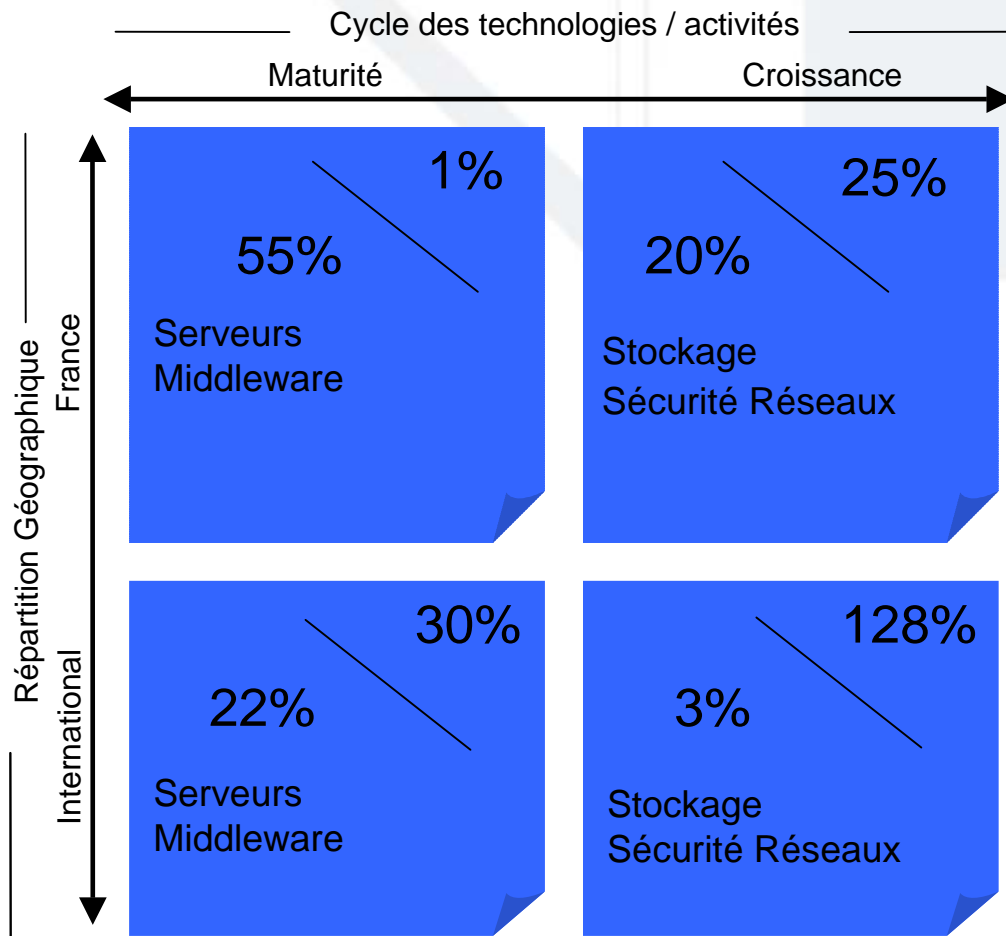 Cycle des technologies / activités
Maturité
Croissance
Répartition Géographique
France
1%
55%
Serveurs
Middleware
25%
20%
Stockage
Sécurité Réseaux
International
30%
22%
Serveurs
Middleware
128%
3%
Stockage
Sécurité Réseaux